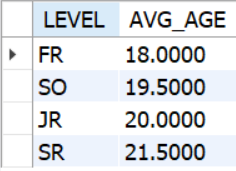 LEVEL AVG_AGE
FR 18.0000
SO 19.5000
JR 20.0000
SR 21.5000